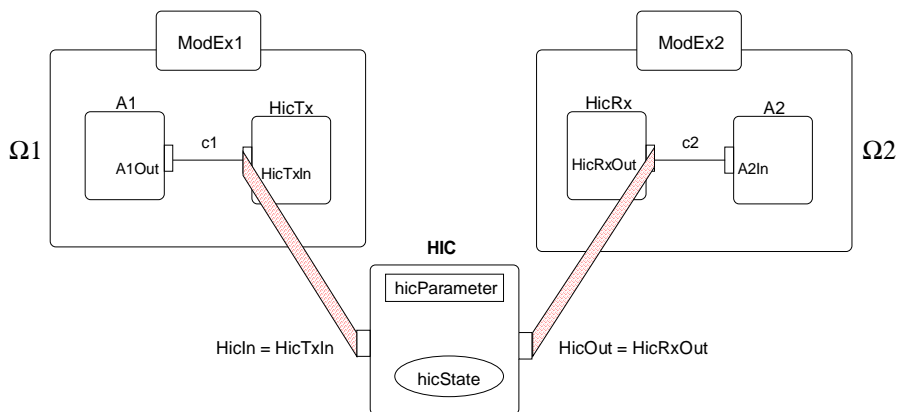 ModEx1
ModEx2
A1
HicTx
HicRx
A2
Ω1
c1
c2
Ω2
A1Out
HicTxIn
HicRxOut
A2In
HIC
hicParameter
HicIn = HicTxIn
HicOut = HicRxOut
hicState